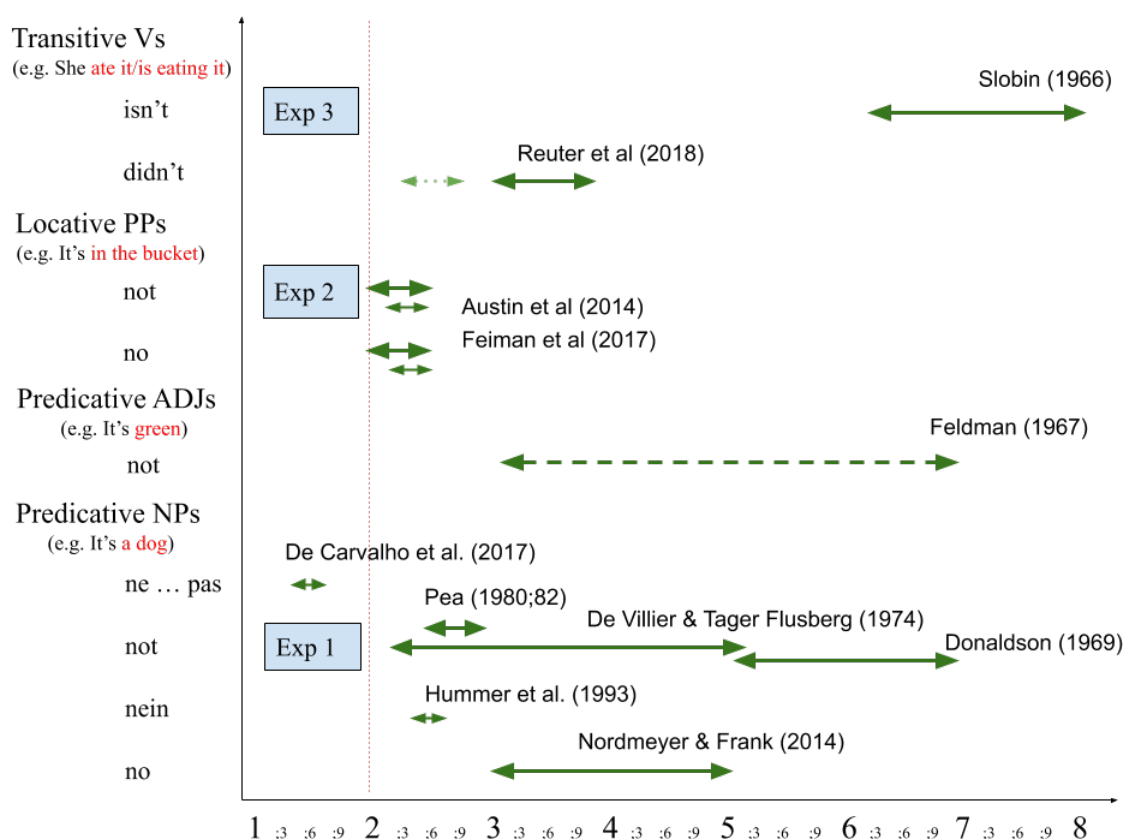 Transitive Vs
(e.g. She ate it/is eating it)
Slobin (1966)
isn't
Exp 3
Reuter et al (2018)
didn't
Locative PPs
(e.g. It's in the bucket)
not
Exp 2
Austin et al (2014)
Feiman et al (2017)
no
Predicative ADJs
(e.g. It's green)
Feldman (1967)
not
Predicative NPs
(e.g. It's a dog)
De Carvalho et al. (2017)
ne … pas
Pea (1980;82)
De Villier & Tager Flusberg (1974)
not
Exp 1
Donaldson (1969)
Hummer et al. (1993)
nein
Nordmeyer & Frank (2014)
no
1 :3 :6 :9 2 :3 :6 :9 3 :3 :6 :9 4 :3 :6 :9 5 :3 :6 :9 6 :3 :6 :9 7 :3 :6 :9 8